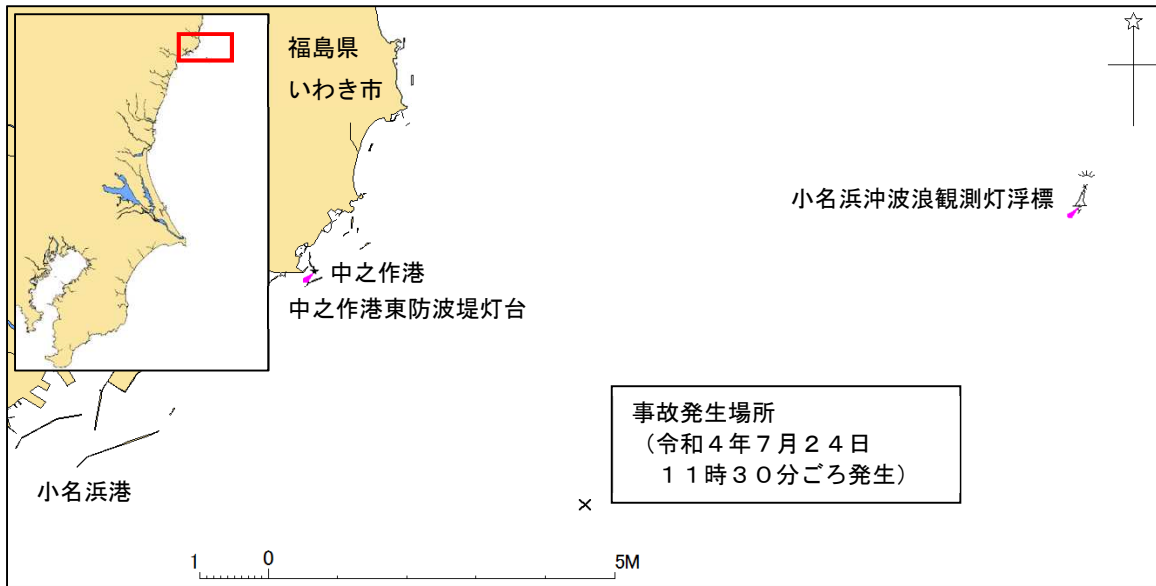 福島県
いわき市
小名浜沖波浪観測灯浮標
中之作港
中之作港東防波堤灯台
事故発生場所
（令和４年７月２４日
１１時３０分ごろ発生）
小名浜港
1 0 5M